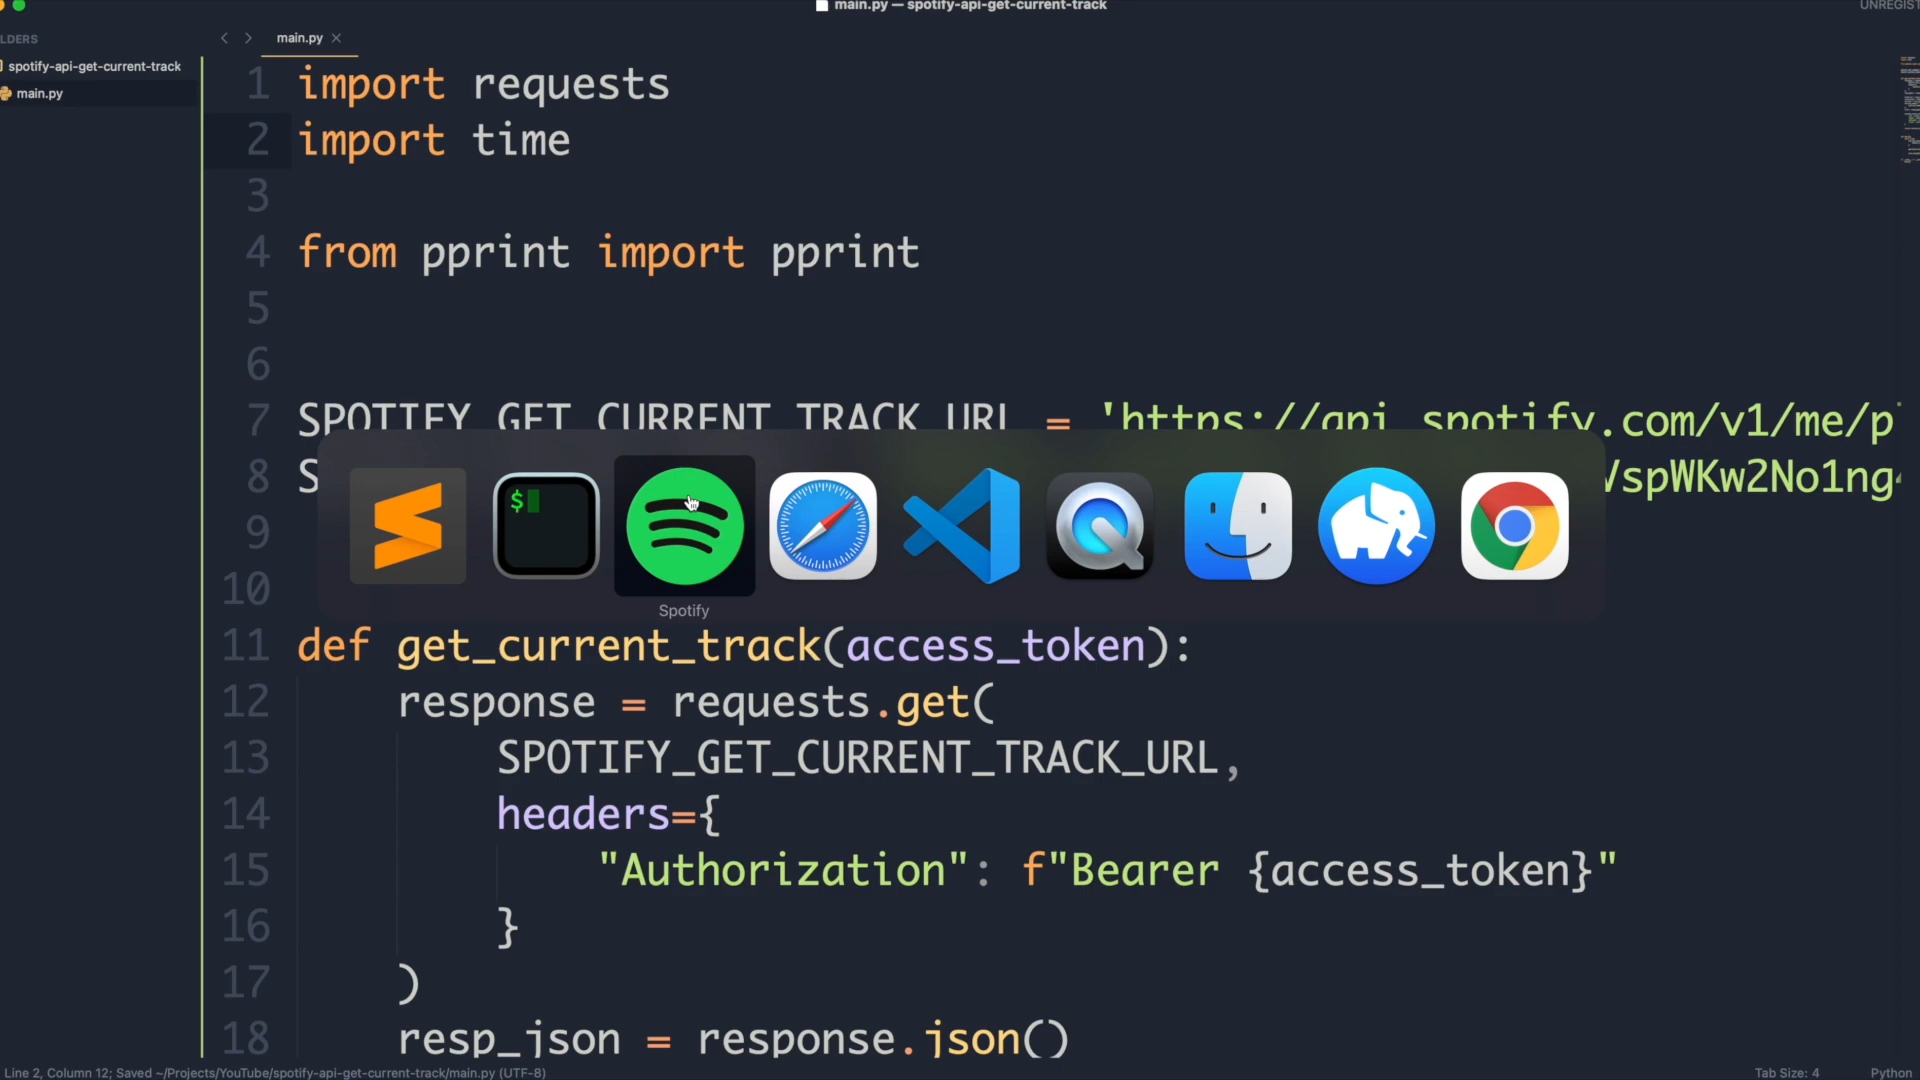 main.py — spotify-api-get-current-track
UNREGIST
LDERS
main.py
spotify-api-get-current-track
main.py
1 import requests
2 import time
3
4 from pprint import pprint
5
6
7 SPOTIFY_GET_CURRENT_TRACK_URL = 'https://api.spotify.com/v1/me/p
8 S VspWKw2No1ng
9
10
$
Spotify
11 def get_current_track(access_token):
12 response = requests.get(
13 SPOTIFY_GET_CURRENT_TRACK_URL,
14 headers={
15 "Authorization": f"Bearer {access_token}"
16 }
17 )
18 resp_json = response.json()
Line 2, Column 12; Saved ~/Projects/YouTube/spotify-api-get-current-track/main.py (UTF-8)
Tab Size: 4
Python